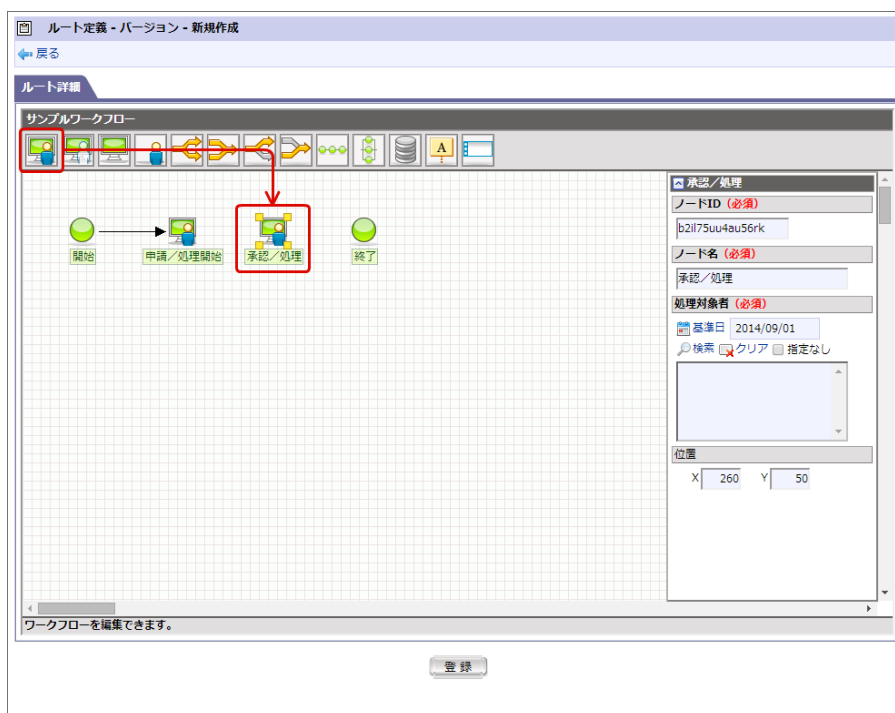 ルート定義 - バージョン - 新規作成
戻る
ルート詳細
サンプルワークフロー
A
承認／処理
ノードID（必須）
b2il75uu4au56rk
ノード名（必須）
承認／処理
処理対象者（必須）
基準日 2014/09/01
検索 クリア 指定なし
位置
X 260 Y 50
開始 申請／処理開始 承認／処理 終了
ワークフローを編集できます。
登録